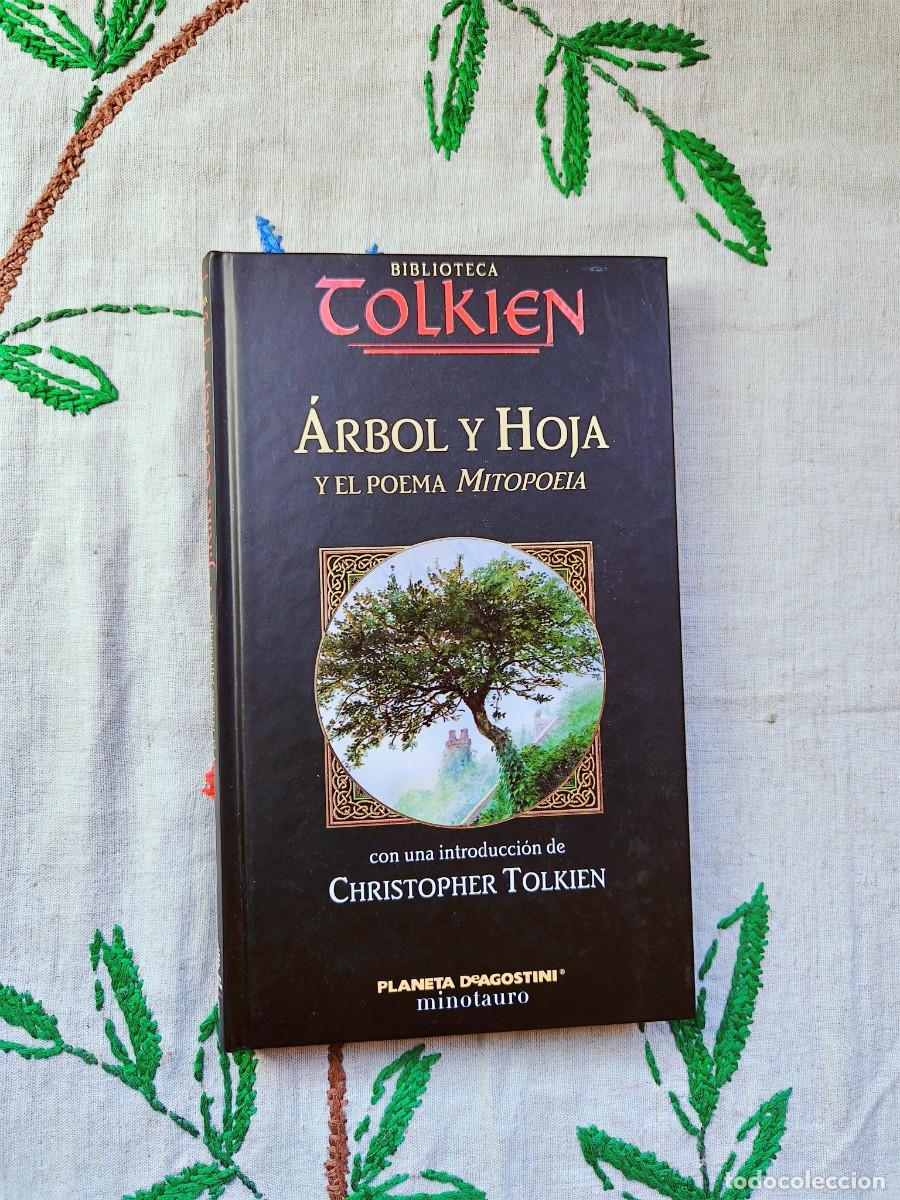 BIBLIOTECA
TOLKIEN
ÁRBOL Y HOJA
Y EL POEMA MITOPOEIA
con una introducción de
CHRISTOPHER TOLKIEN
PLANETA DeAGOSTINI®
minotauro
todocoleccion